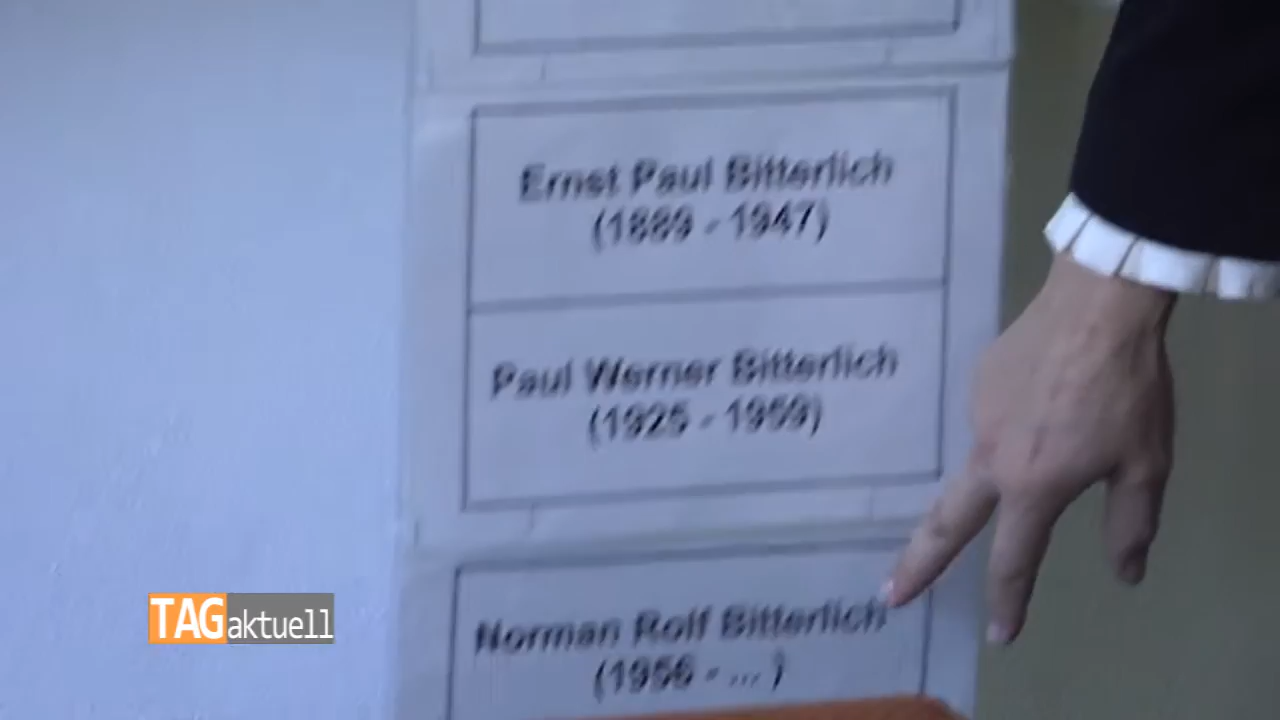 Ernst Paul Bitterlich
(1889 - 1947)
Paul Werner Bitterlich
(1925 - 1959)
Norman Rolf Bitterlich
(1956 - ... )
TAGaktuell